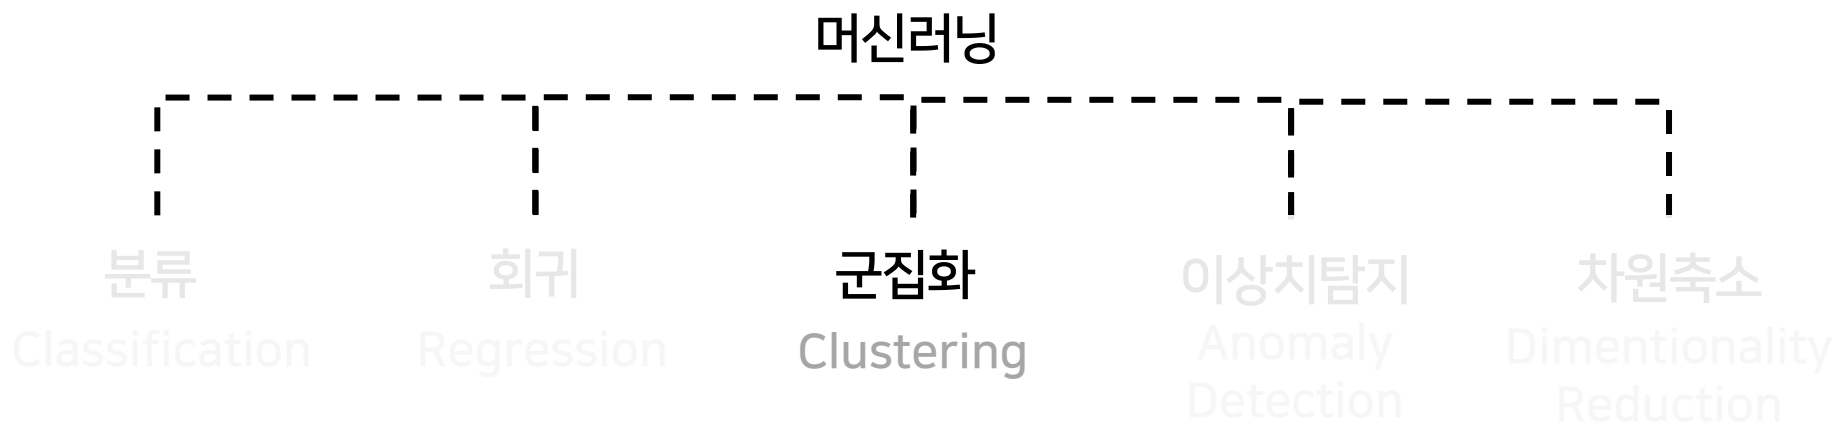 머신러닝
분류 회귀 군집화 이상치탐지 차원축소
Classification Regression Clustering Anomaly Detection Dimentionality Reduction